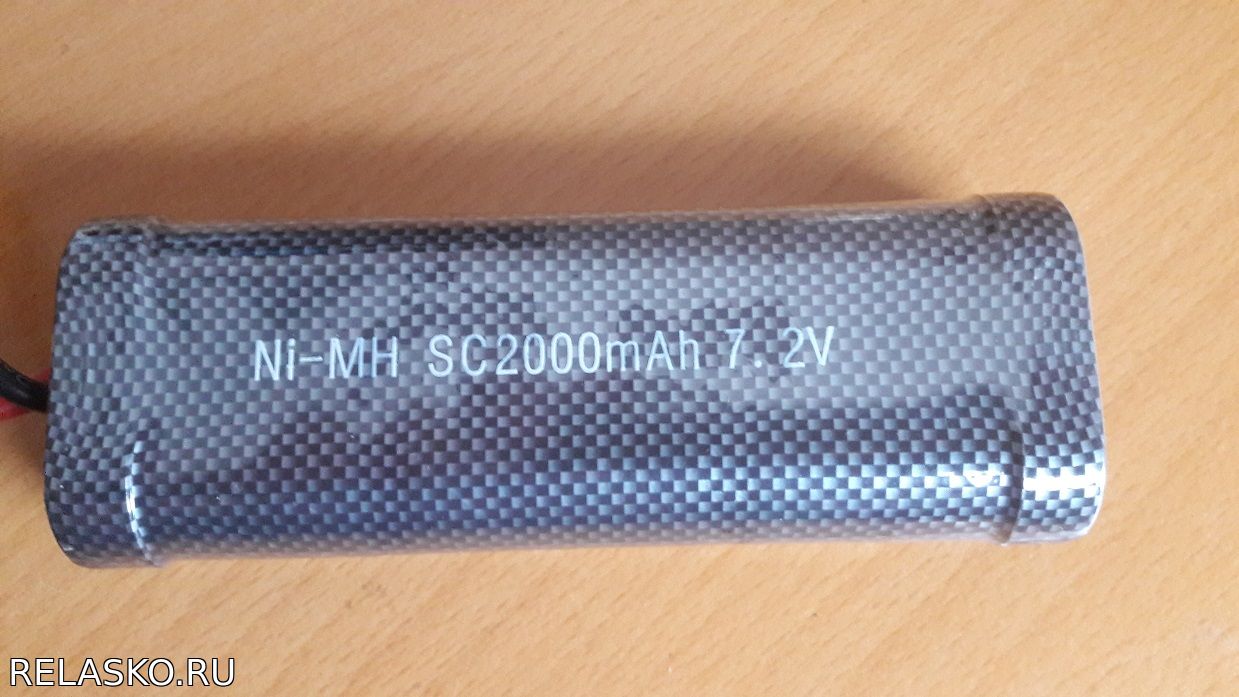 Ni-MH SC2000mAh 7.2V
RELASKO.RU